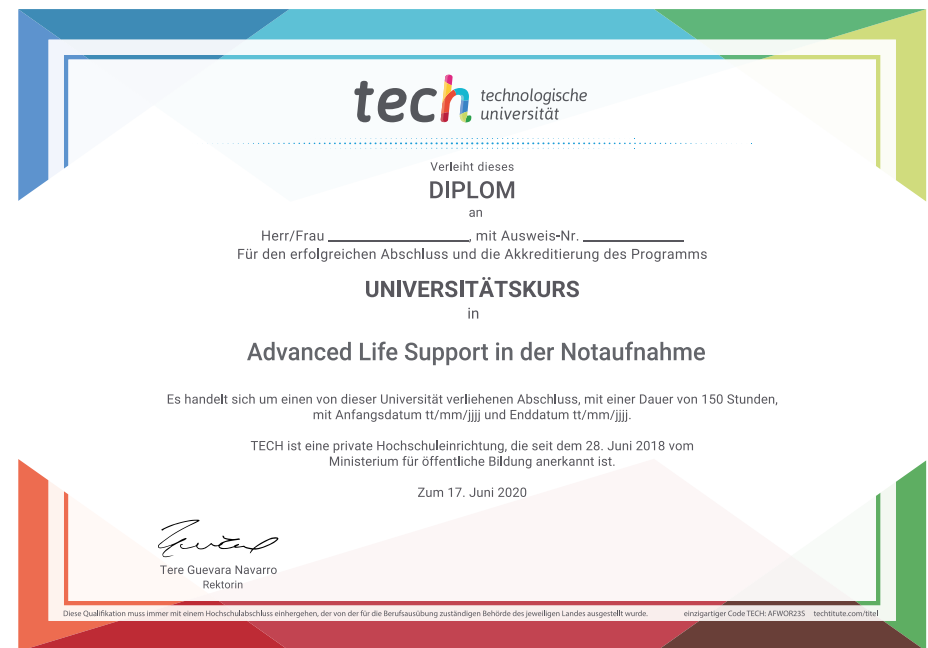 tech technologische
universität
Verleiht dieses
DIPLOM
an
Herr/Frau ____________________, mit Ausweis-Nr. ______________
Für den erfolgreichen Abschluss und die Akkreditierung des Programms
UNIVERSITÄTSKURS
in
Advanced Life Support in der Notaufnahme
Es handelt sich um einen von dieser Universität verliehenen Abschluss, mit einer Dauer von 150 Stunden,
mit Anfangsdatum tt/mm/jjjj und Enddatum tt/mm/jjjj.
TECH ist eine private Hochschuleinrichtung, die seit dem 28. Juni 2018 vom
Ministerium für öffentliche Bildung anerkannt ist.
Zum 17. Juni 2020
Tere Guevara Navarro
Rektorin
Diese Qualifikation muss immer mit einem Hochschulabschluss einhergehen, der von der für die Berufsausübung zuständigen Behörde des jeweiligen Landes ausgestellt wurde. einzigartiger Code TECH: AFWOR23S techtitute.com/titel